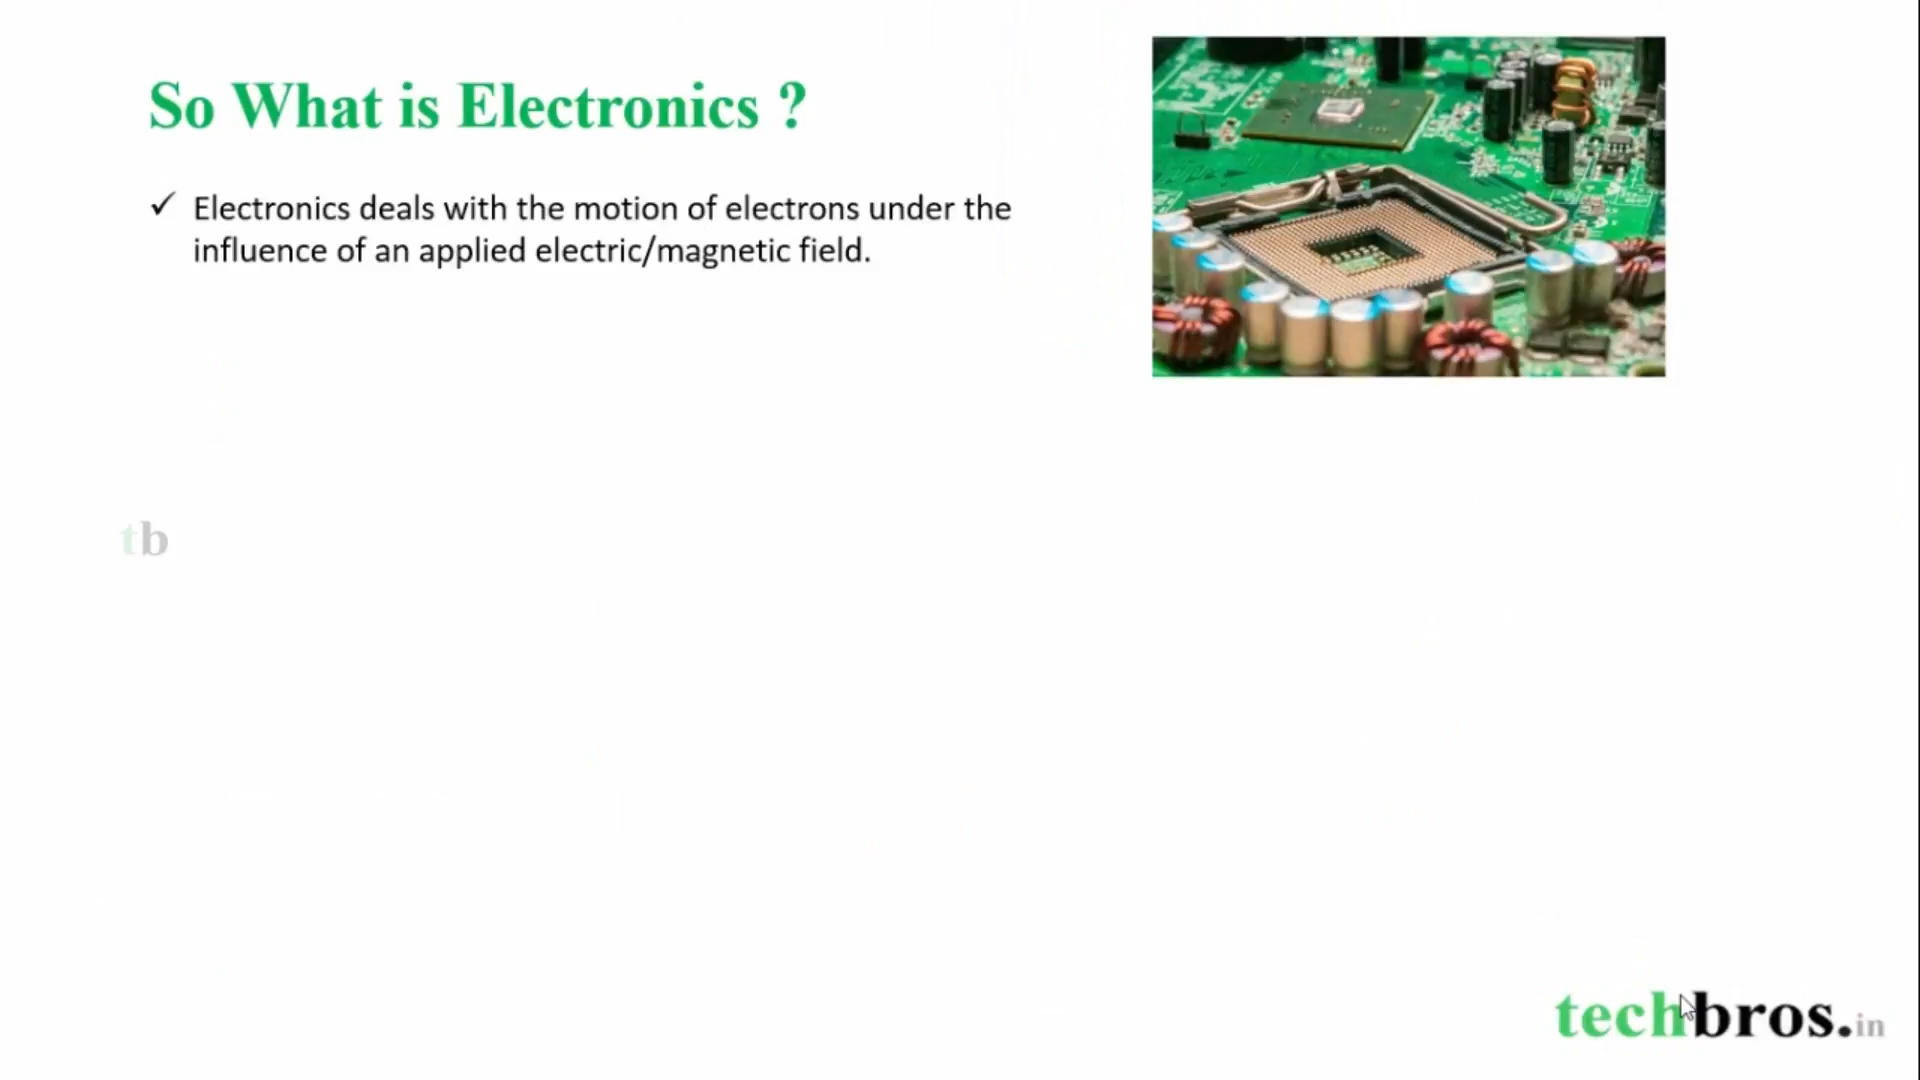 So What is Electronics ?
✓ Electronics deals with the motion of electrons under the
influence of an applied electric/magnetic field.
tb
techbros.in